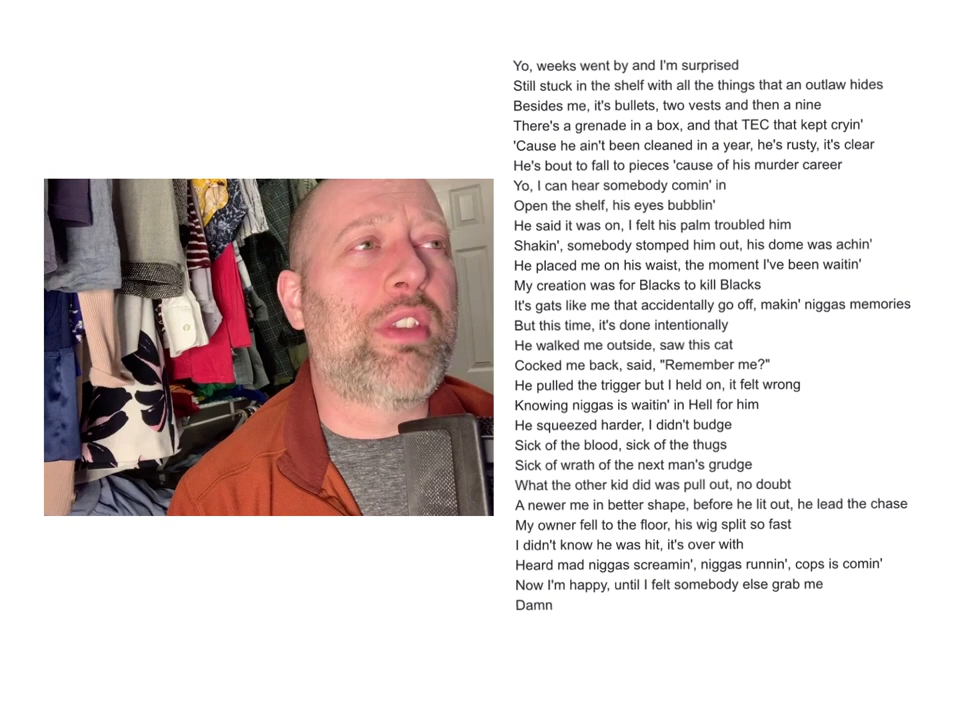 Yo, weeks went by and I'm surprised
Still stuck in the shelf with all the things that an outlaw hides
Besides me, it's bullets, two vests and then a nine
There's a grenade in a box, and that TEC that kept cryin'
'Cause he ain't been cleaned in a year, he's rusty, it's clear
He's bout to fall to pieces 'cause of his murder career
Yo, I can hear somebody comin' in
Open the shelf, his eyes bubblin'
He said it was on, I felt his palm troubled him
Shakin', somebody stomped him out, his dome was achin'
He placed me on his waist, the moment I've been waitin'
My creation was for Blacks to kill Blacks
It's gats like me that accidentally go off, makin' niggas memories
But this time, it's done intentionally
He walked me outside, saw this cat
Cocked me back, said, "Remember me?"
He pulled the trigger but I held on, it felt wrong
Knowing niggas is waitin' in Hell for him
He squeezed harder, I didn't budge
Sick of the blood, sick of the thugs
Sick of wrath of the next man's grudge
What the other kid did was pull out, no doubt
A newer me in better shape, before he lit out, he lead the chase
My owner fell to the floor, his wig split so fast
I didn't know he was hit, it's over with
Heard mad niggas screamin', niggas runnin', cops is comin'
Now I'm happy, until I felt somebody else grab me
Damn